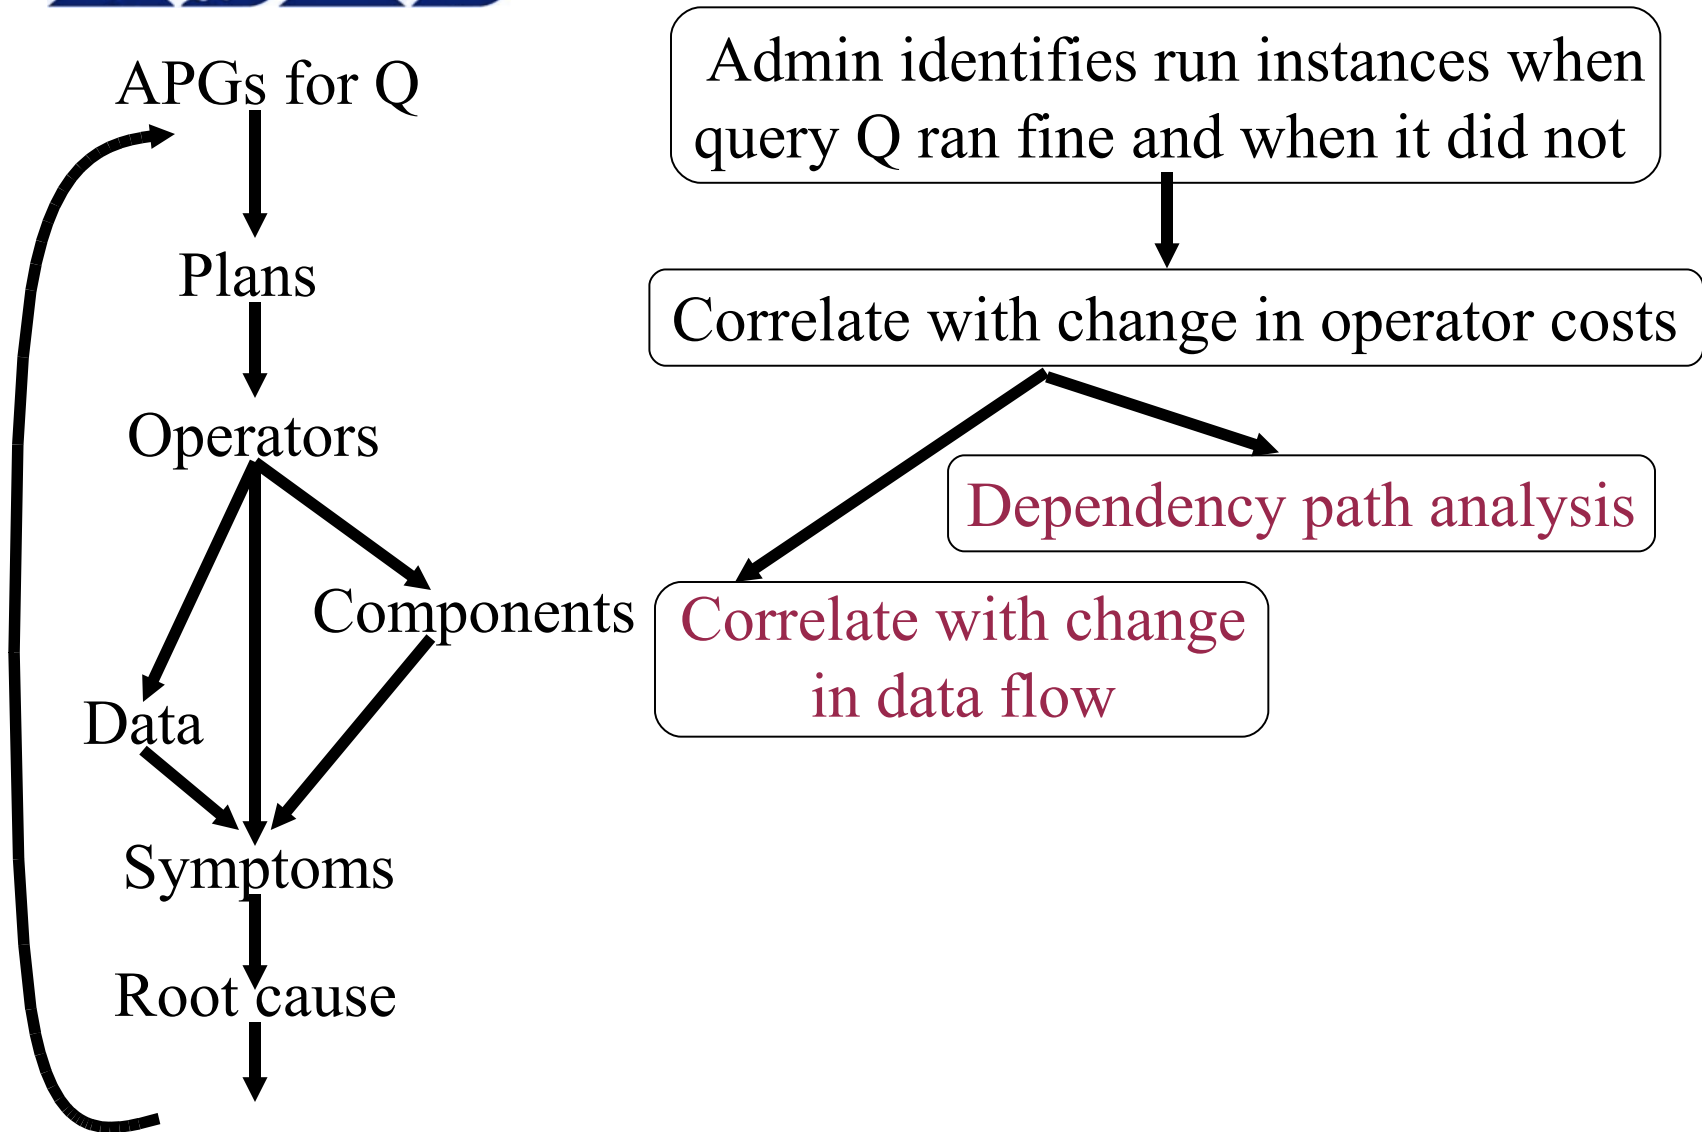 APGs for Q
Plans
Operators
Components
Data
Symptoms
Root cause
Admin identifies run instances when
query Q ran fine and when it did not
Correlate with change in operator costs
Dependency path analysis
Correlate with change
in data flow